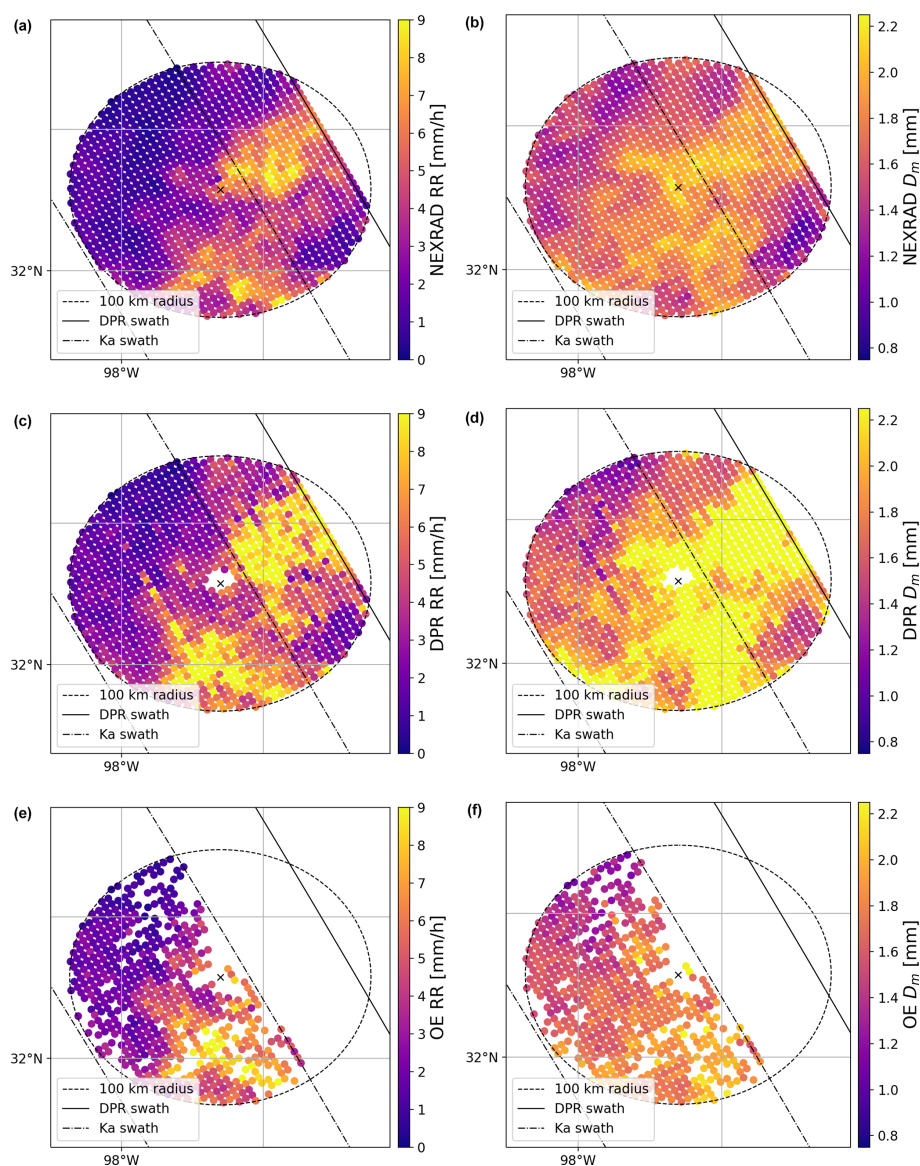 (a)
9
8
7
6
5
4
3
2
1
0
NEXRAD RR [mm/h]
32°N
98°W
100 km radius
DPR swath
Ka swath
(b)
2.2
2.0
1.8
1.6
1.4
1.2
1.0
0.8
NEXRAD Dm [mm]
32°N
98°W
100 km radius
DPR swath
Ka swath
(c)
9
8
7
6
5
4
3
2
1
0
DPR RR [mm/h]
32°N
98°W
100 km radius
DPR swath
Ka swath
(d)
2.2
2.0
1.8
1.6
1.4
1.2
1.0
0.8
DPR Dm [mm]
32°N
98°W
100 km radius
DPR swath
Ka swath
(e)
9
8
7
6
5
4
3
2
1
0
OE RR [mm/h]
32°N
98°W
100 km radius
DPR swath
Ka swath
(f)
2.2
2.0
1.8
1.6
1.4
1.2
1.0
0.8
OE Dm [mm]
32°N
98°W
100 km radius
DPR swath
Ka swath